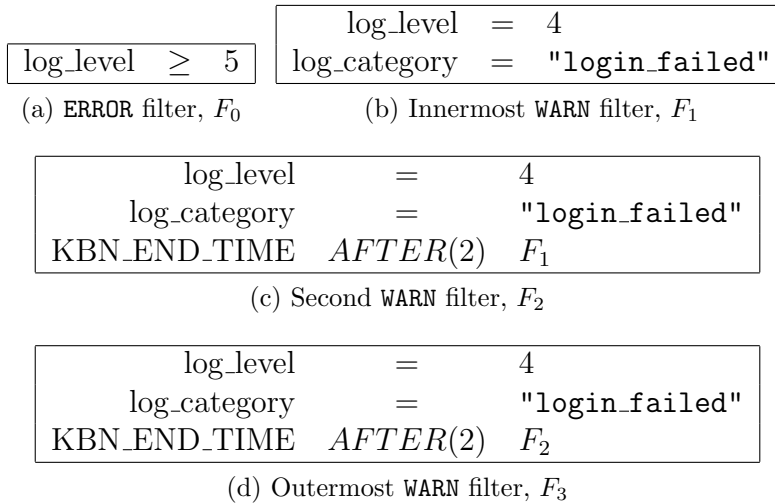 log_level ≥ 5
(a) ERROR filter, F₀
log_level = 4
log_category = "login_failed"
(b) Innermost WARN filter, F₁
log_level = 4
log_category = "login_failed"
KBN_END_TIME AFTER(2) F₁
(c) Second WARN filter, F₂
log_level = 4
log_category = "login_failed"
KBN_END_TIME AFTER(2) F₂
(d) Outermost WARN filter, F₃